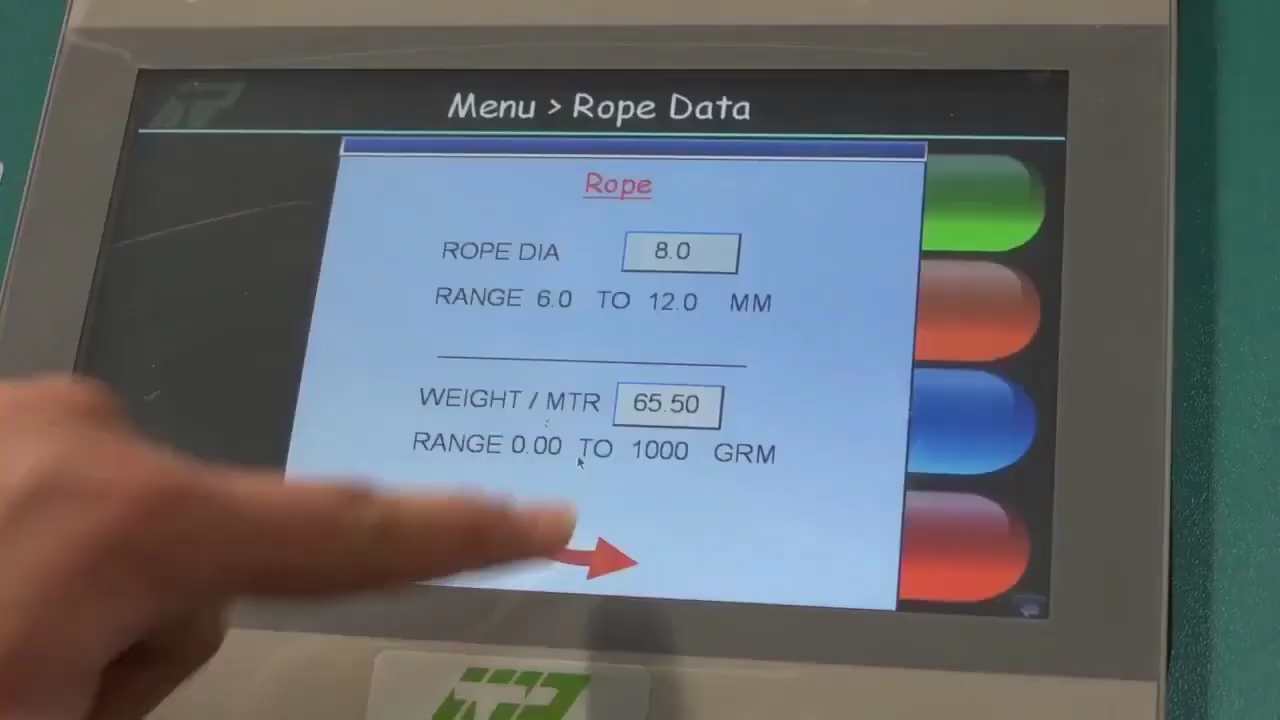 Menu > Rope Data
Rope
ROPE DIA 8.0
RANGE 6.0 TO 12.0 MM
WEIGHT / MTR 65.50
RANGE 0.00 TO 1000 GRM